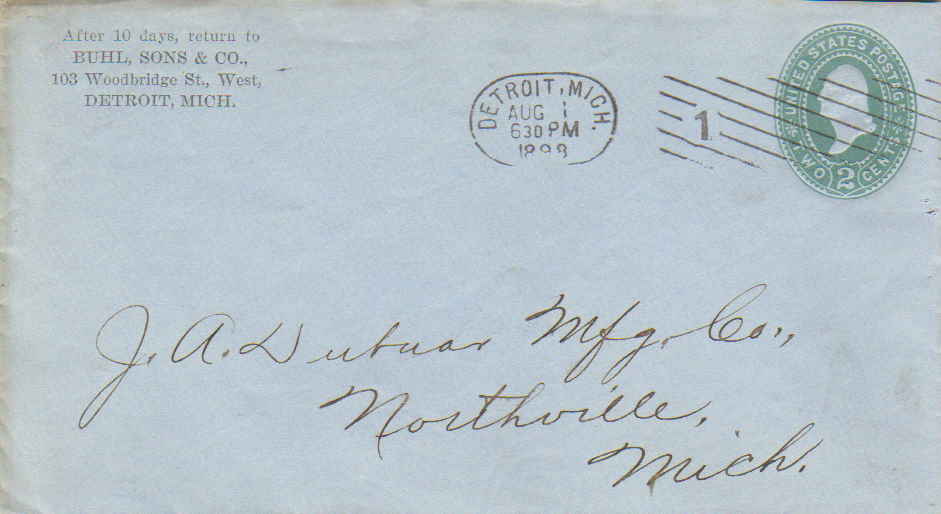 After 10 days, return to
BUHL, SONS & CO.,
103 Woodbridge St., West,
DETROIT, MICH.
DETROIT, MICH.
AUG 1
630 PM
1898
1
UNITED STATES POSTAGE
TWO 2 CENTS
J. A. Dubuar Mfg. Co.,
Northville,
Mich.